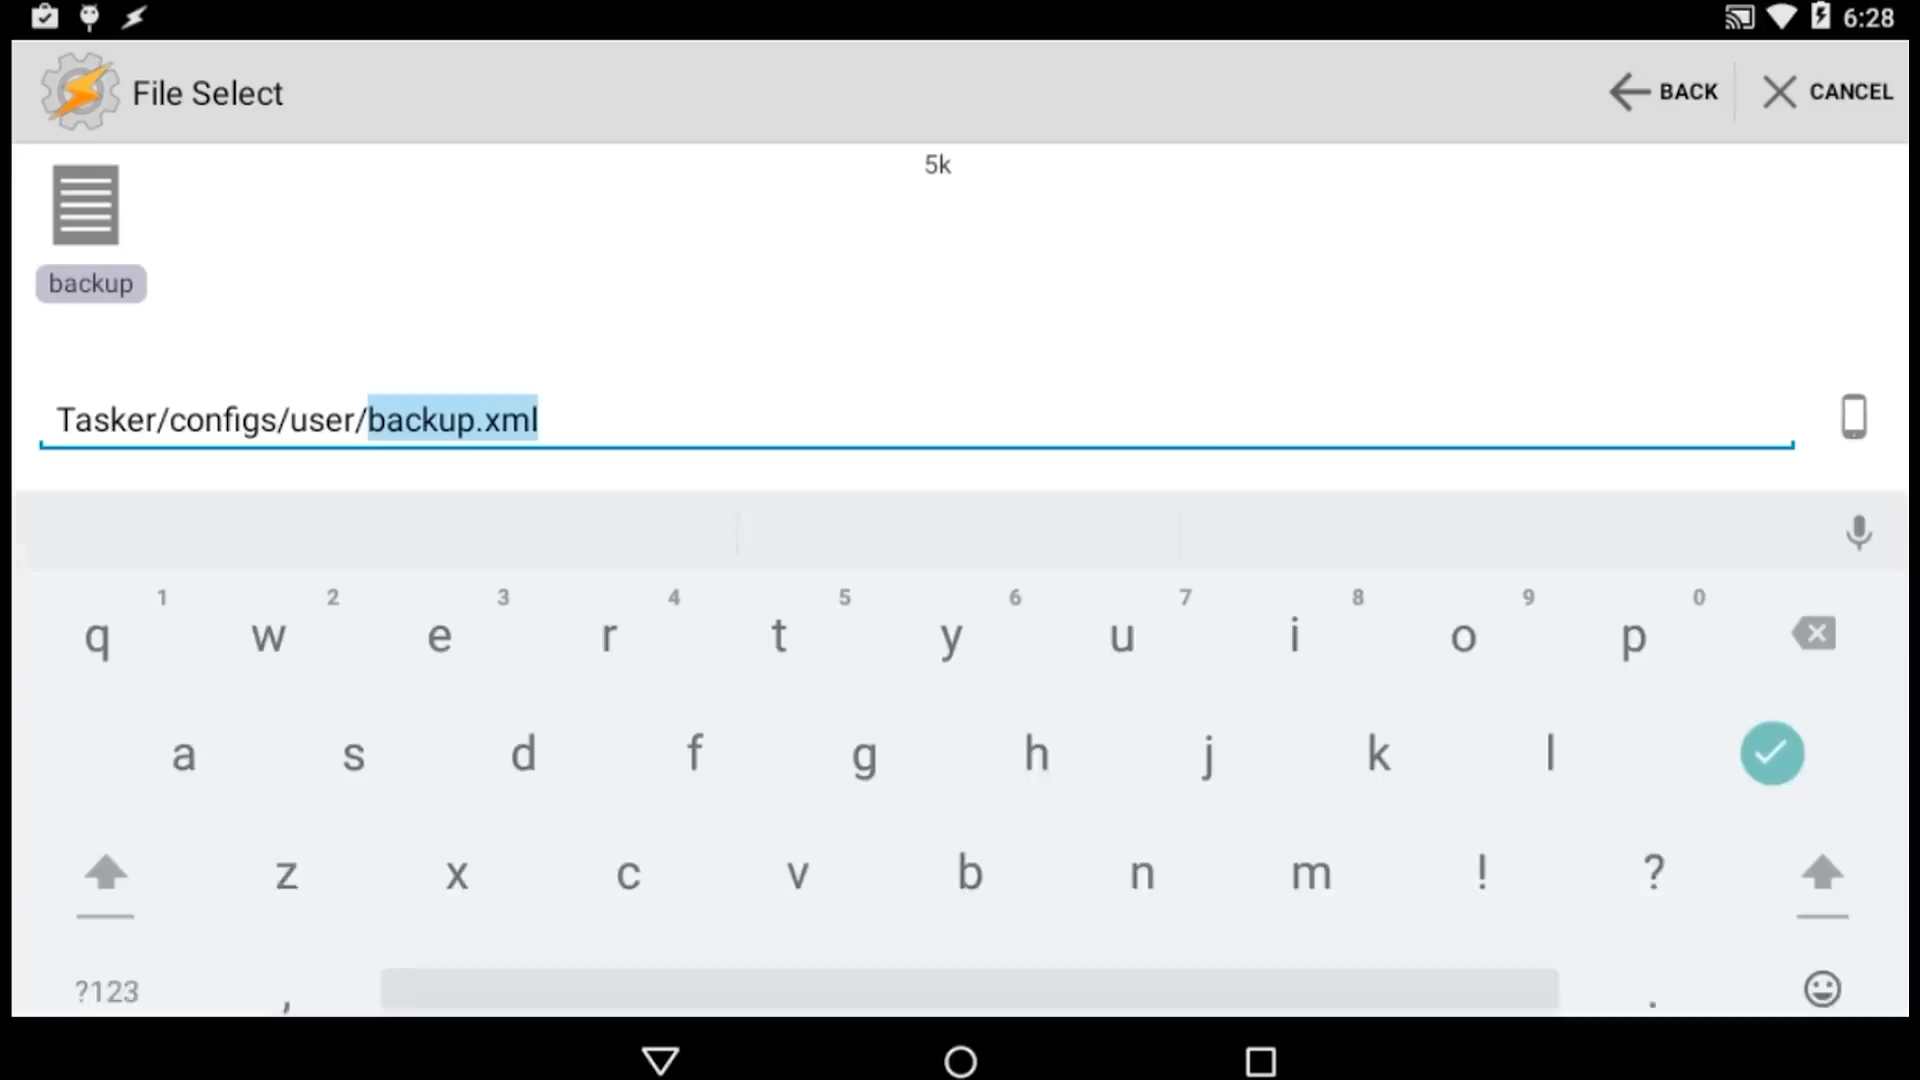 6:28
File Select
BACK
CANCEL
5k
backup
Tasker/configs/user/backup.xml
1 2 3 4 5 6 7 8 9 0
q w e r t y u i o p
a s d f g h j k l
z x c v b n m ! ?
?123 , .